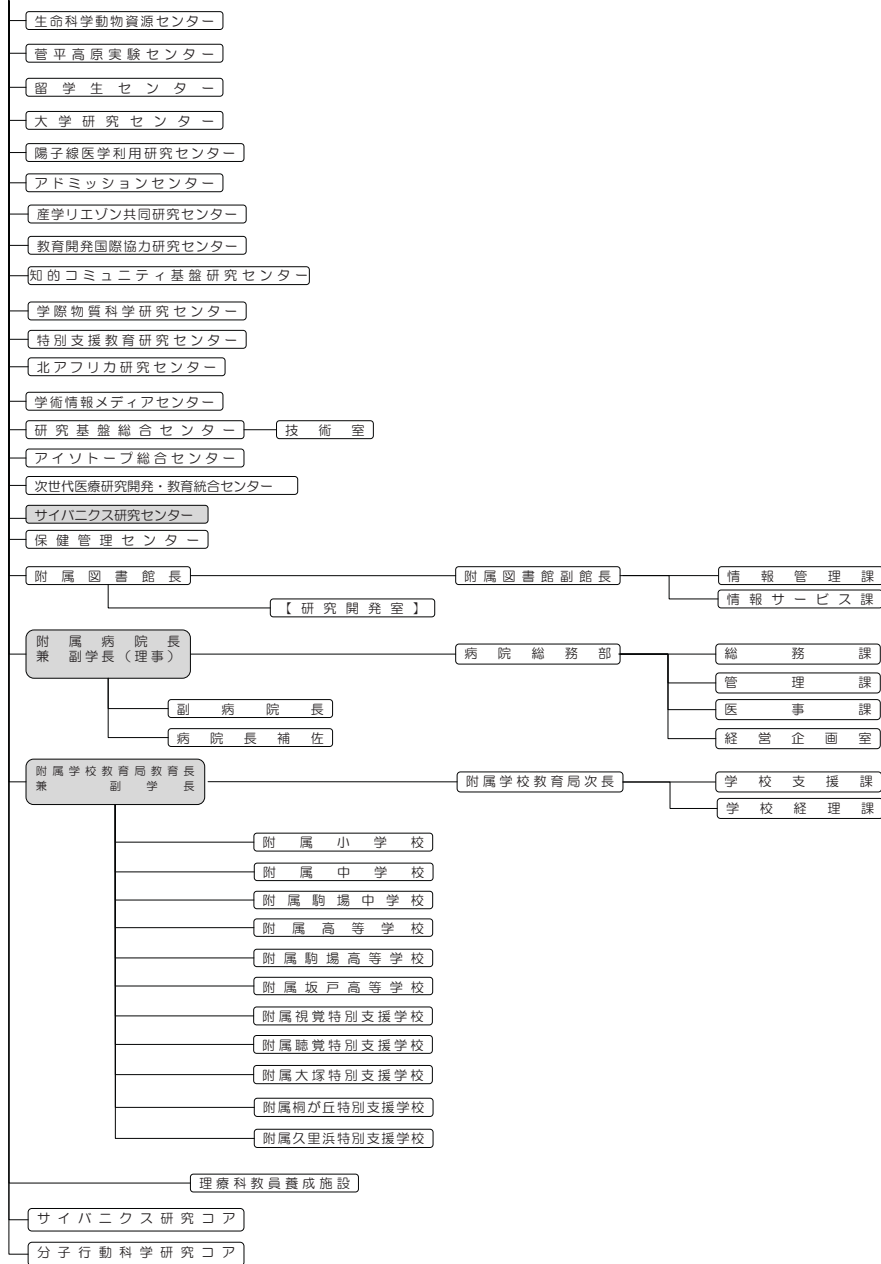 生命科学動物資源センター
菅平高原実験センター
留学生センター
大学研究センター
陽子線医学利用研究センター
アドミッションセンター
産学リエゾン共同研究センター
教育開発国際協力研究センター
知的コミュニティ基盤研究センター
学際物質科学研究センター
特別支援教育研究センター
北アフリカ研究センター
学術情報メディアセンター
研究基盤総合センター 技術室
アイソトープ総合センター
次世代医療研究開発・教育統合センター
サイバニクス研究センター
保健管理センター
附属図書館長 附属図書館副館長 情報管理課
情報サービス課
【研究開発室】
附属病院長
兼副学長(理事)
病院総務部 総務課
管理課
副病院長 医事課
病院長補佐 経営企画室
附属学校教育局教育長
兼副学長
附属学校教育局次長 学校支援課
学校経理課
附属小学校
附属中学校
附属駒場中学校
附属高等学校
附属駒場高等学校
附属坂戸高等学校
附属視覚特別支援学校
附属聴覚特別支援学校
附属大塚特別支援学校
附属桐が丘特別支援学校
附属久里浜特別支援学校
理療科教員養成施設
サイバニクス研究コア
分子行動科学研究コア